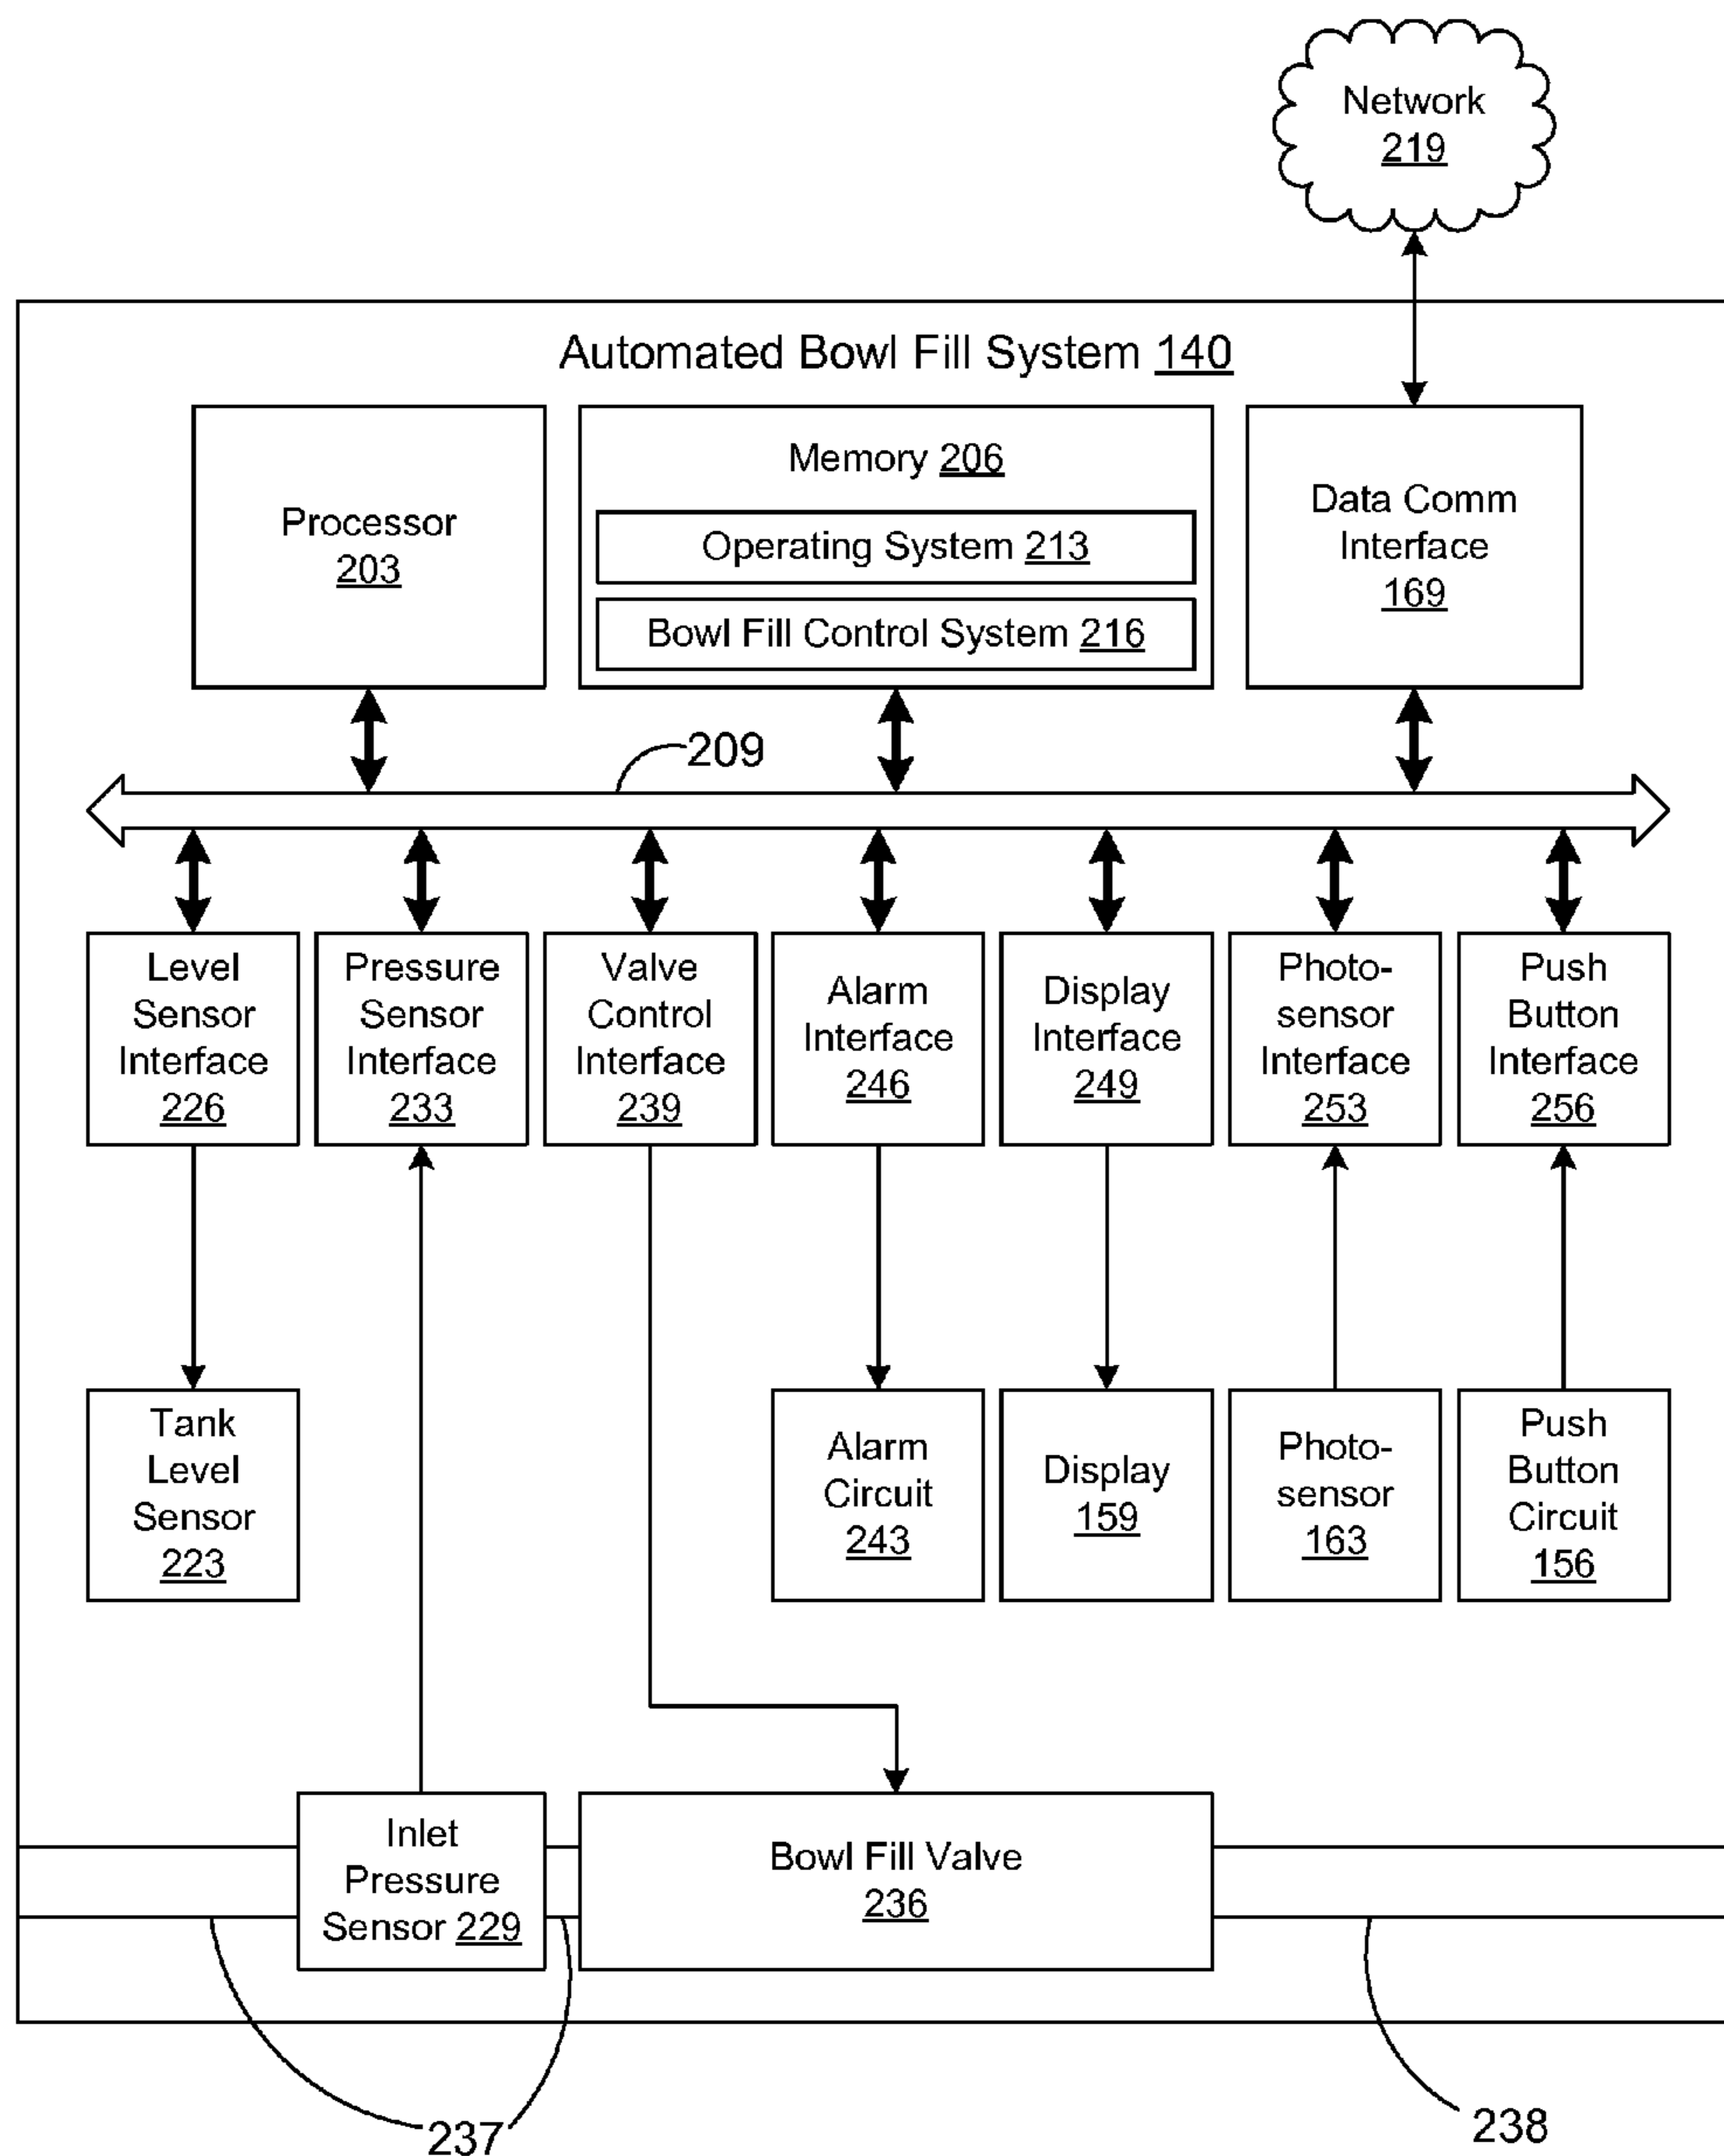 Network
219
Automated Bowl Fill System 140
Processor
203
Memory 206
Operating System 213
Bowl Fill Control System 216
Data Comm
Interface
169
209
Level
Sensor
Interface
226
Pressure
Sensor
Interface
233
Valve
Control
Interface
239
Alarm
Interface
246
Display
Interface
249
Photo-
sensor
Interface
253
Push
Button
Interface
256
Tank
Level
Sensor
223
Alarm
Circuit
243
Display
159
Photo-
sensor
163
Push
Button
Circuit
156
Inlet
Pressure
Sensor 229
Bowl Fill Valve
236
237
238